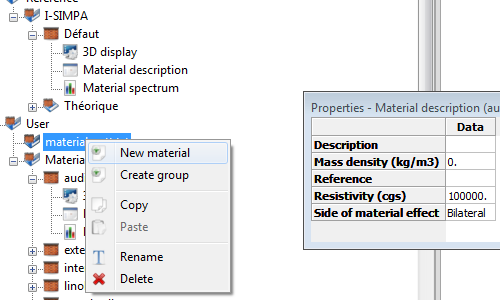 I-SIMPA
Défaut
3D display
Material description
Material spectrum
Théorique
User
New material
Create group
Copy
Paste
Rename
Delete
Properties - Material description (au
Data
Description
Mass density (kg/m3) 0.
Reference
Resistivity (cgs) 100000.
Side of material effect Bilateral